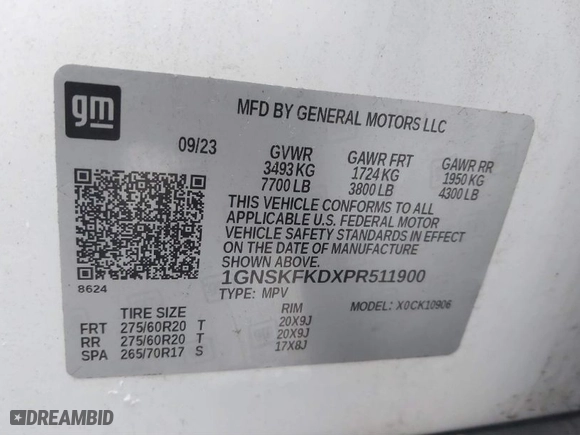 gm
MFD BY GENERAL MOTORS LLC
09/23
GVWR GAWR FRT GAWR RR
3493 KG 1724 KG 1950 KG
7700 LB 3800 LB 4300 LB
THIS VEHICLE CONFORMS TO ALL
APPLICABLE U.S. FEDERAL MOTOR
VEHICLE SAFETY STANDARDS IN EFFECT
ON THE DATE OF MANUFACTURE
SHOWN ABOVE.
8624
1GNSKFKDXPR511900
TYPE: MPV MODEL: X0CK10906
TIRE SIZE RIM
FRT 275/60R20 T 20X9J
RR 275/60R20 T 20X9J
SPA 265/70R17 S 17X8J
DREAMBID